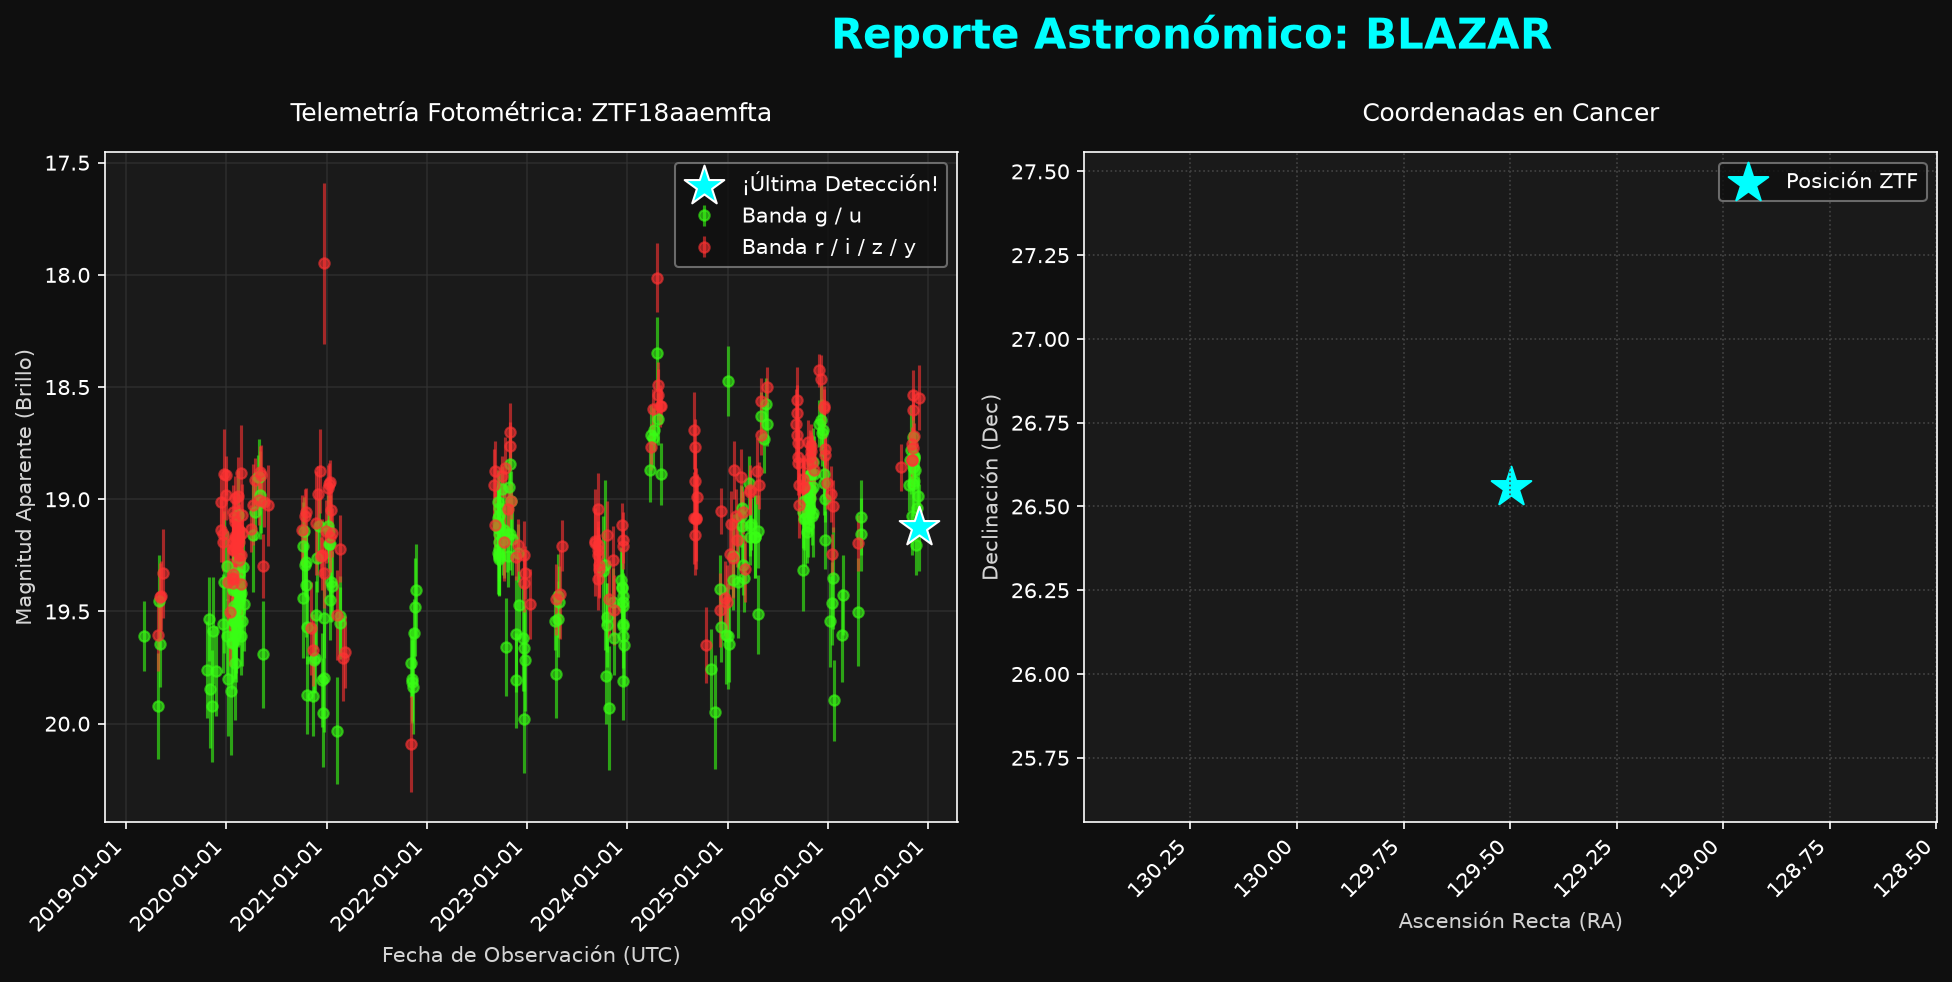 Reporte Astronómico: BLAZAR
Telemetría Fotométrica: ZTF18aaemfta
Magnitud Aparente (Brillo)
17.5
18.0
18.5
19.0
19.5
20.0
¡Última Detección!
Banda g / u
Banda r / i / z / y
2019-01-01
2020-01-01
2021-01-01
2022-01-01
2023-01-01
2024-01-01
2025-01-01
2026-01-01
2027-01-01
Fecha de Observación (UTC)
Coordenadas en Cancer
Declinación (Dec)
27.50
27.25
27.00
26.75
26.50
26.25
26.00
25.75
Posición ZTF
130.25
130.00
129.75
129.50
129.25
129.00
128.75
128.50
Ascensión Recta (RA)